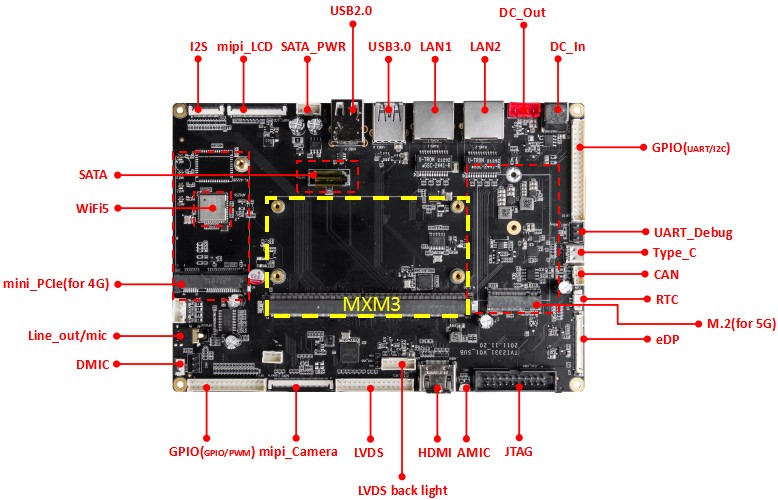 USB2.0
DC_Out
I2S
mipi_LCD
SATA_PWR
USB3.0
LAN1
LAN2
DC_In
GPIO(UART/I2C)
SATA
WiFi5
UART_Debug
Type_C
mini_PCIe(for 4G)
CAN
RTC
MXM3
M.2(for 5G)
Line_out/mic
eDP
DMIC
GPIO(GPIO/PWM)
mipi_Camera
LVDS
HDMI
AMIC
JTAG
LVDS back light